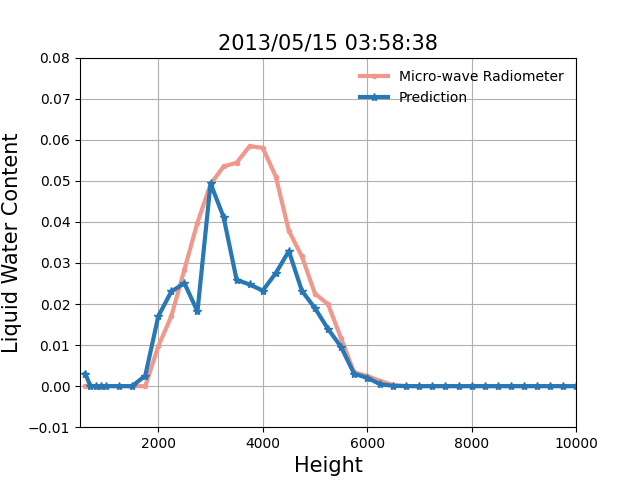 2013/05/15 03:58:38
Micro-wave Radiometer
Prediction
0.08
0.07
0.06
0.05
0.04
0.03
0.02
0.01
0.00
−0.01
Liquid Water Content
2000 4000 6000 8000 10000
Height